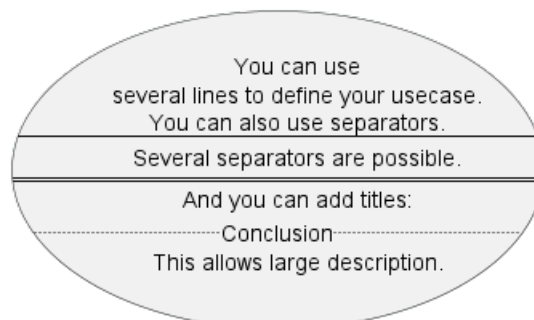 You can use
several lines to define your usecase.
You can also use separators.
Several separators are possible.
And you can add titles:
Conclusion
This allows large description.